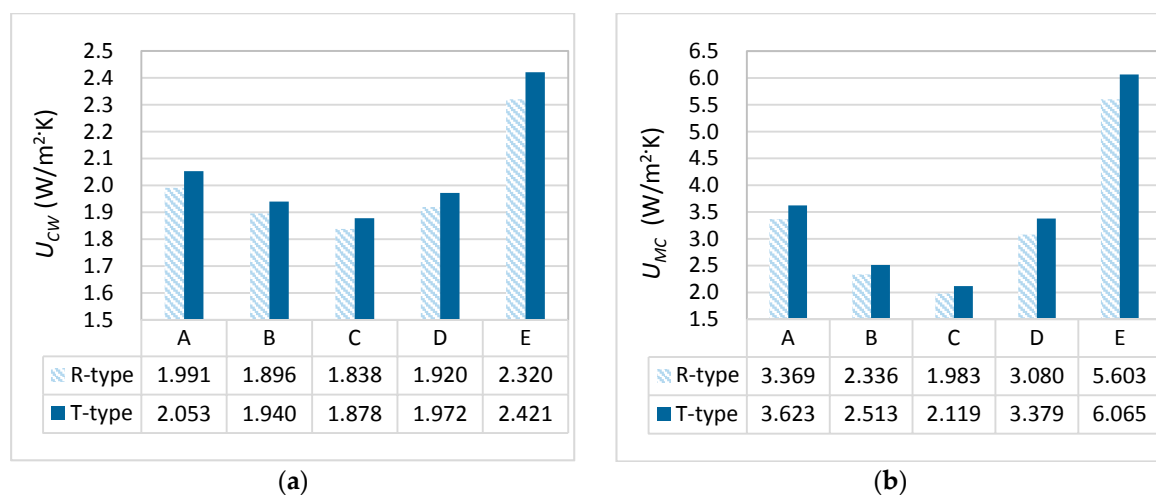 U_CW (W/m²·K)
2.5
2.4
2.3
2.2
2.1
2.0
1.9
1.8
1.7
1.6
1.5
A B C D E
R-type 1.991 1.896 1.838 1.920 2.320
T-type 2.053 1.940 1.878 1.972 2.421
(a)
U_MC (W/m²·K)
6.5
6.0
5.5
5.0
4.5
4.0
3.5
3.0
2.5
2.0
1.5
A B C D E
R-type 3.369 2.336 1.983 3.080 5.603
T-type 3.623 2.513 2.119 3.379 6.065
(b)